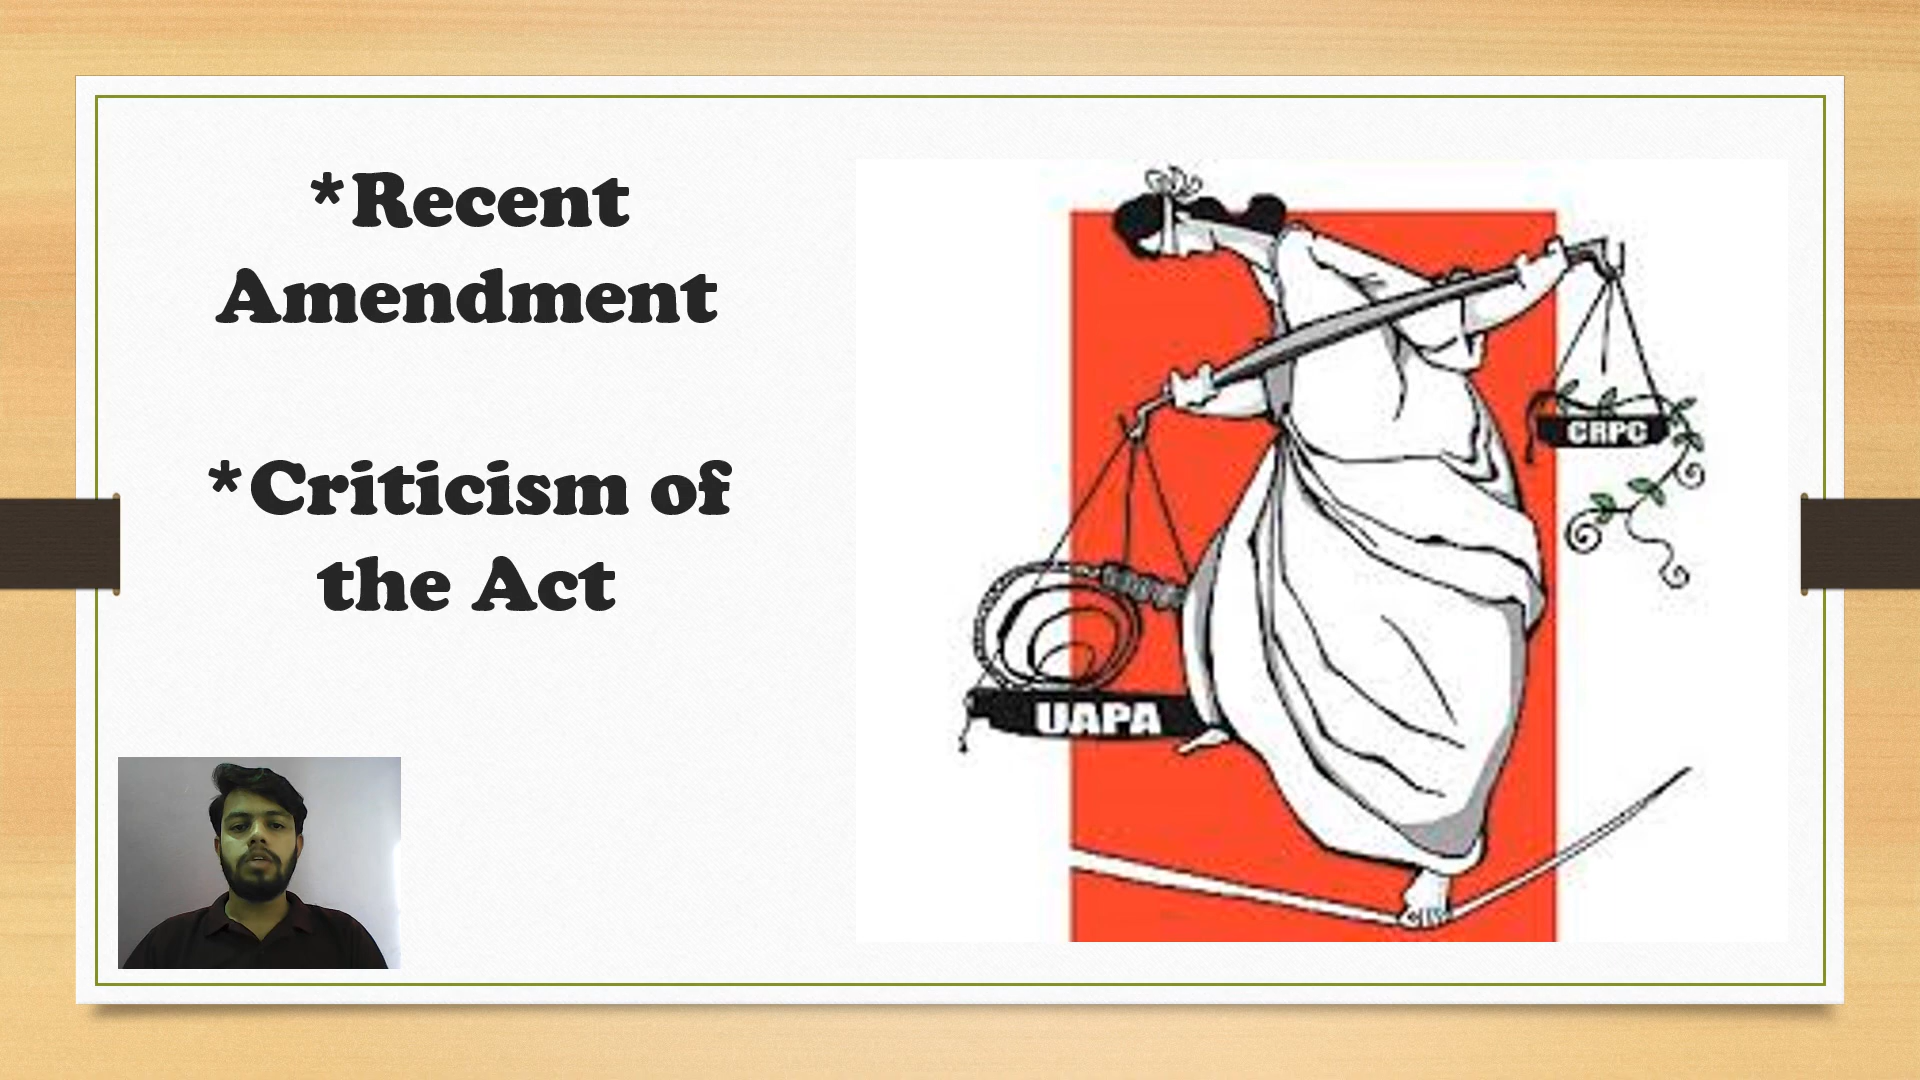 *Recent
Amendment
*Criticism of
the Act
CRPC
UAPA